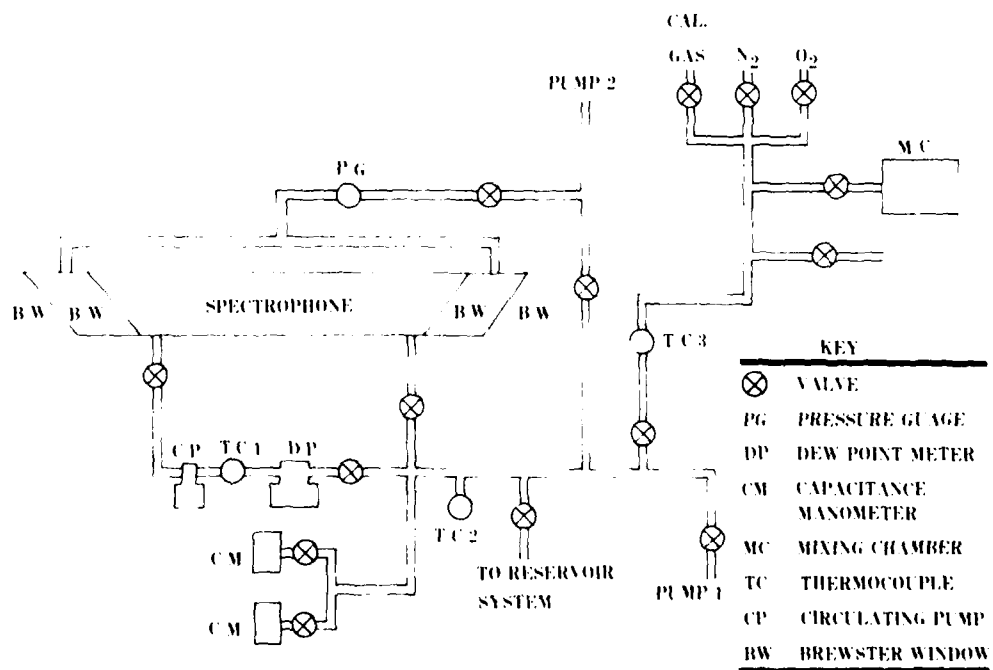 CAL.
GAS N2 O2
PUMP 2
MC
PG
BW BW SPECTROPHONE BW BW
TC3
CP TC1 DP
TC2
CM
CM
TO RESERVOIR
SYSTEM
PUMP 1
KEY
VALVE
PG PRESSURE GUAGE
DP DEW POINT METER
CM CAPACITANCE
MANOMETER
MC MIXING CHAMBER
TC THERMOCOUPLE
CP CIRCULATING PUMP
BW BREWSTER WINDOW